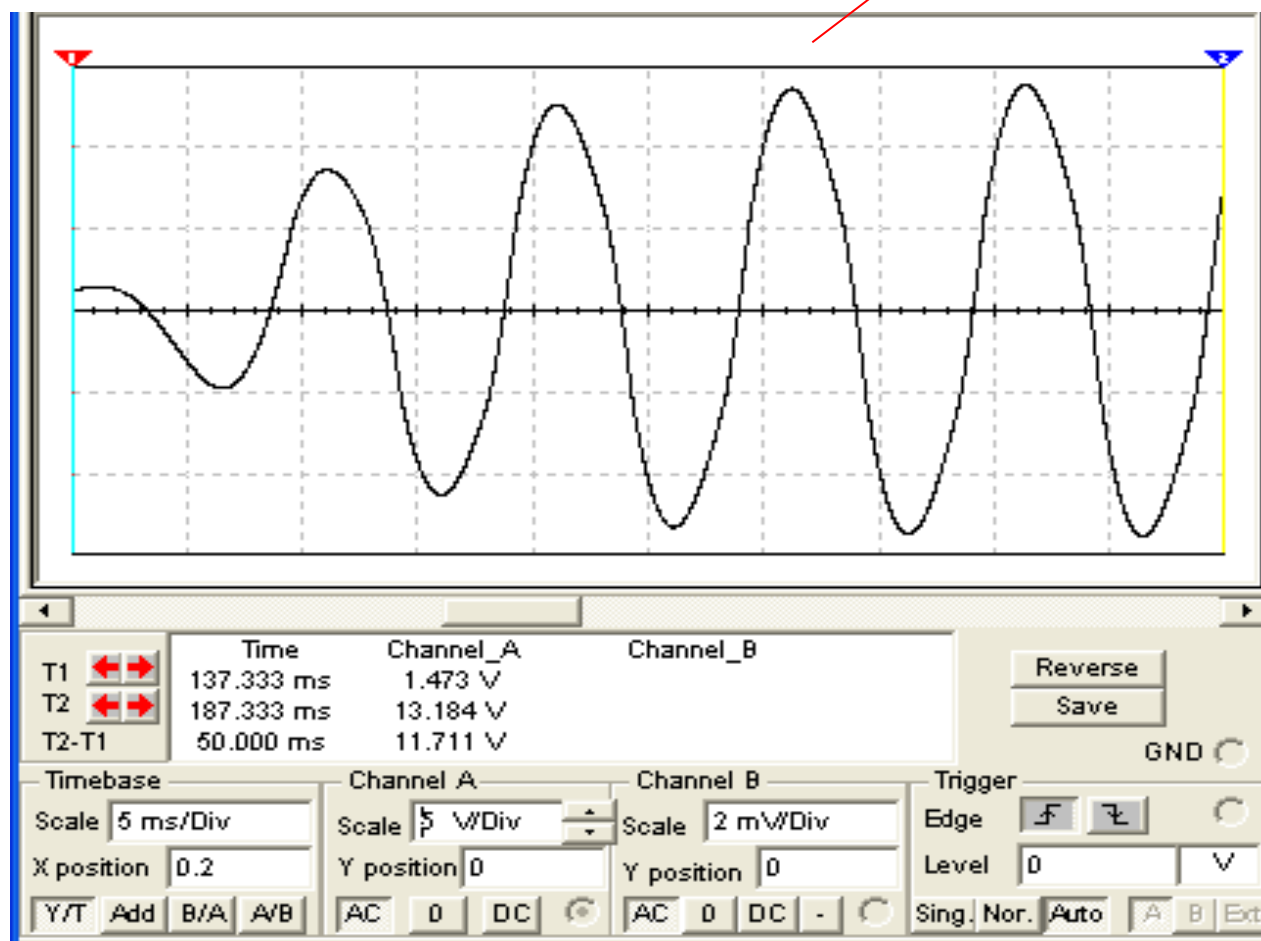 1 2
Time Channel_A Channel_B
T1 137.333 ms 1.473 V
T2 187.333 ms 13.184 V
T2-T1 50.000 ms 11.711 V
Reverse
Save
GND
Timebase
Scale 5 ms/Div
X position 0.2
Y/T Add B/A A/B
Channel A
Scale 5 V/Div
Y position 0
AC 0 DC
Channel B
Scale 2 mV/Div
Y position 0
AC 0 DC -
Trigger
Edge
Level 0 V
Sing. Nor. Auto A B Ext